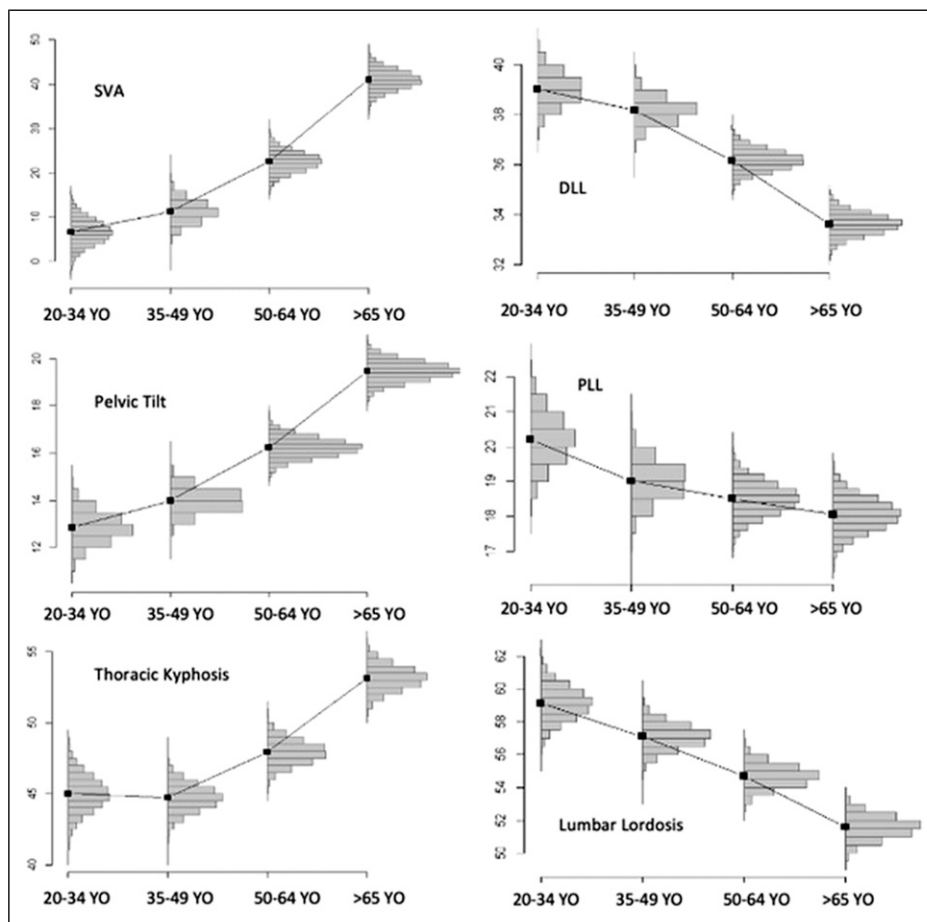 SVA
50
40
30
20
10
0
20-34 YO 35-49 YO 50-64 YO >65 YO
DLL
40
38
36
34
32
20-34 YO 35-49 YO 50-64 YO >65 YO
Pelvic Tilt
20
18
16
14
12
20-34 YO 35-49 YO 50-64 YO >65 YO
PLL
22
21
20
19
18
17
20-34 YO 35-49 YO 50-64 YO >65 YO
Thoracic Kyphosis
55
50
45
40
20-34 YO 35-49 YO 50-64 YO >65 YO
Lumbar Lordosis
62
60
58
56
54
52
50
20-34 YO 35-49 YO 50-64 YO >65 YO